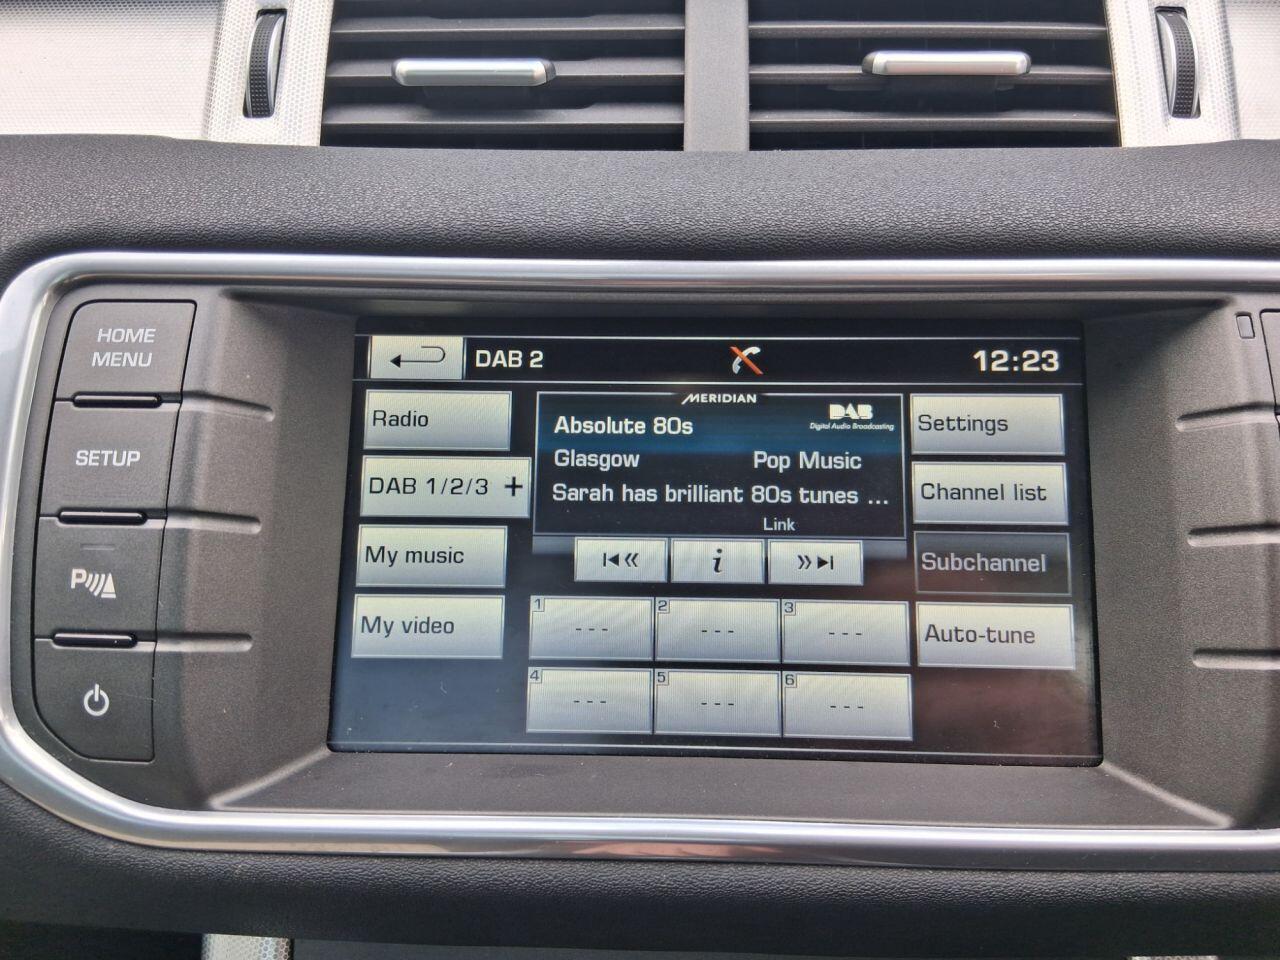 HOME
MENU
SETUP
P
DAB 2
12:23
Radio
DAB 1/2/3 +
My music
My video
MERIDIAN
Absolute 80s
DAB
Digital Audio Broadcasting
Glasgow Pop Music
Sarah has brilliant 80s tunes ...
Link
i
1 ---
2 ---
3 ---
4 ---
5 ---
6 ---
Settings
Channel list
Subchannel
Auto-tune